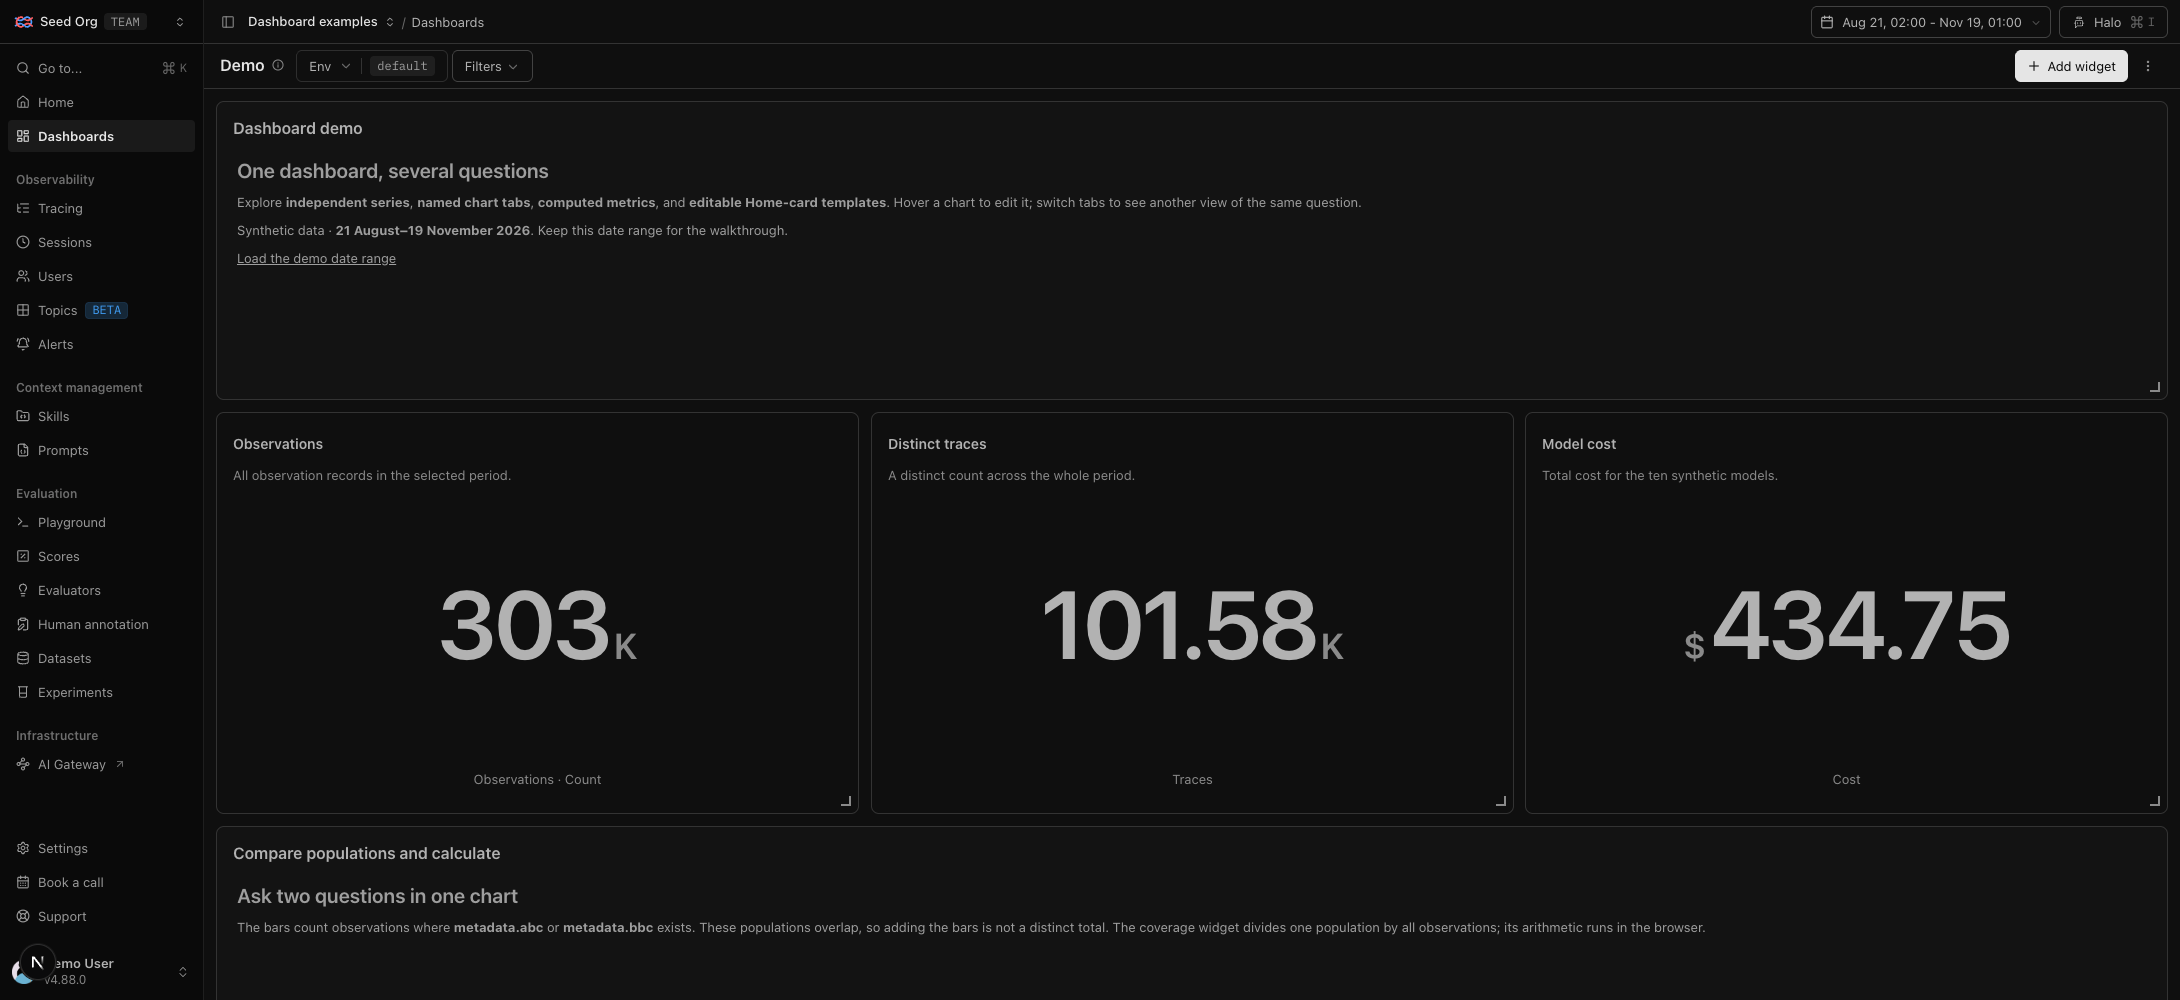 Seed Org TEAM
Dashboard examples / Dashboards
Aug 21, 02:00 - Nov 19, 01:00
Halo ⌘ I
Go to... ⌘ K
Home
Dashboards
Observability
Tracing
Sessions
Users
Topics BETA
Alerts
Context management
Skills
Prompts
Evaluation
Playground
Scores
Evaluators
Human annotation
Datasets
Experiments
Infrastructure
AI Gateway
Settings
Book a call
Support
N
emo User
v4.88.0
Demo Env default Filters
+ Add widget
Dashboard demo
One dashboard, several questions
Explore independent series, named chart tabs, computed metrics, and editable Home-card templates. Hover a chart to edit it; switch tabs to see another view of the same question.
Synthetic data · 21 August–19 November 2026. Keep this date range for the walkthrough.
Load the demo date range
Observations
All observation records in the selected period.
303 K
Observations · Count
Distinct traces
A distinct count across the whole period.
101.58 K
Traces
Model cost
Total cost for the ten synthetic models.
$ 434.75
Cost
Compare populations and calculate
Ask two questions in one chart
The bars count observations where metadata.abc or metadata.bbc exists. These populations overlap, so adding the bars is not a distinct total. The coverage widget divides one population by all observations; its arithmetic runs in the browser.